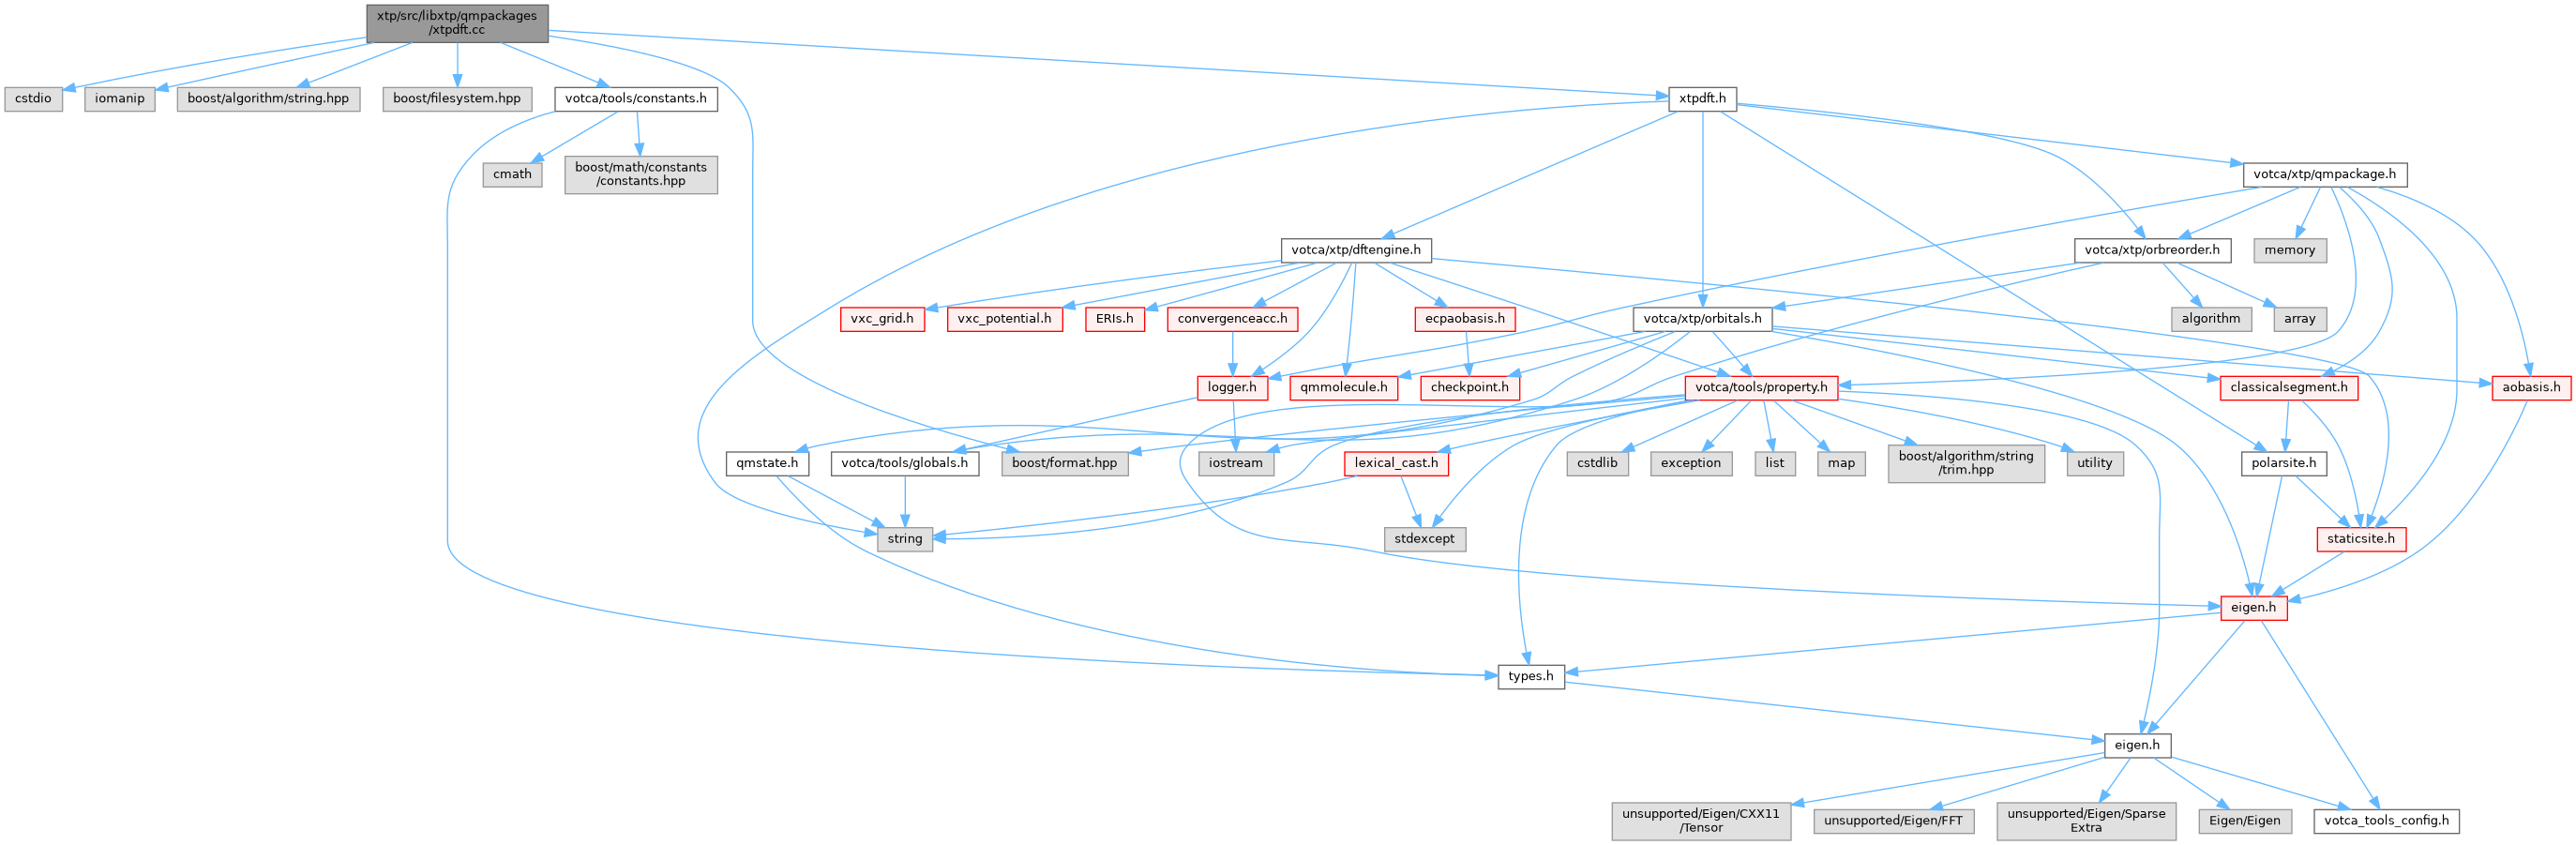 xtp/src/libxtp/qmpackages
/xtpdft.cc
cstdio
iomanip
boost/algorithm/string.hpp
boost/filesystem.hpp
votca/tools/constants.h
xtpdft.h
cmath
boost/math/constants
/constants.hpp
votca/xtp/qmpackage.h
votca/xtp/dftengine.h
votca/xtp/orbreorder.h
memory
vxc_grid.h
vxc_potential.h
ERIs.h
convergenceacc.h
ecpaobasis.h
votca/xtp/orbitals.h
algorithm
array
logger.h
qmmolecule.h
checkpoint.h
votca/tools/property.h
classicalsegment.h
aobasis.h
qmstate.h
votca/tools/globals.h
boost/format.hpp
iostream
lexical_cast.h
cstdlib
exception
list
map
boost/algorithm/string
/trim.hpp
utility
polarsite.h
string
stdexcept
staticsite.h
eigen.h
types.h
eigen.h
unsupported/Eigen/CXX11
/Tensor
unsupported/Eigen/FFT
unsupported/Eigen/Sparse
Extra
Eigen/Eigen
votca_tools_config.h